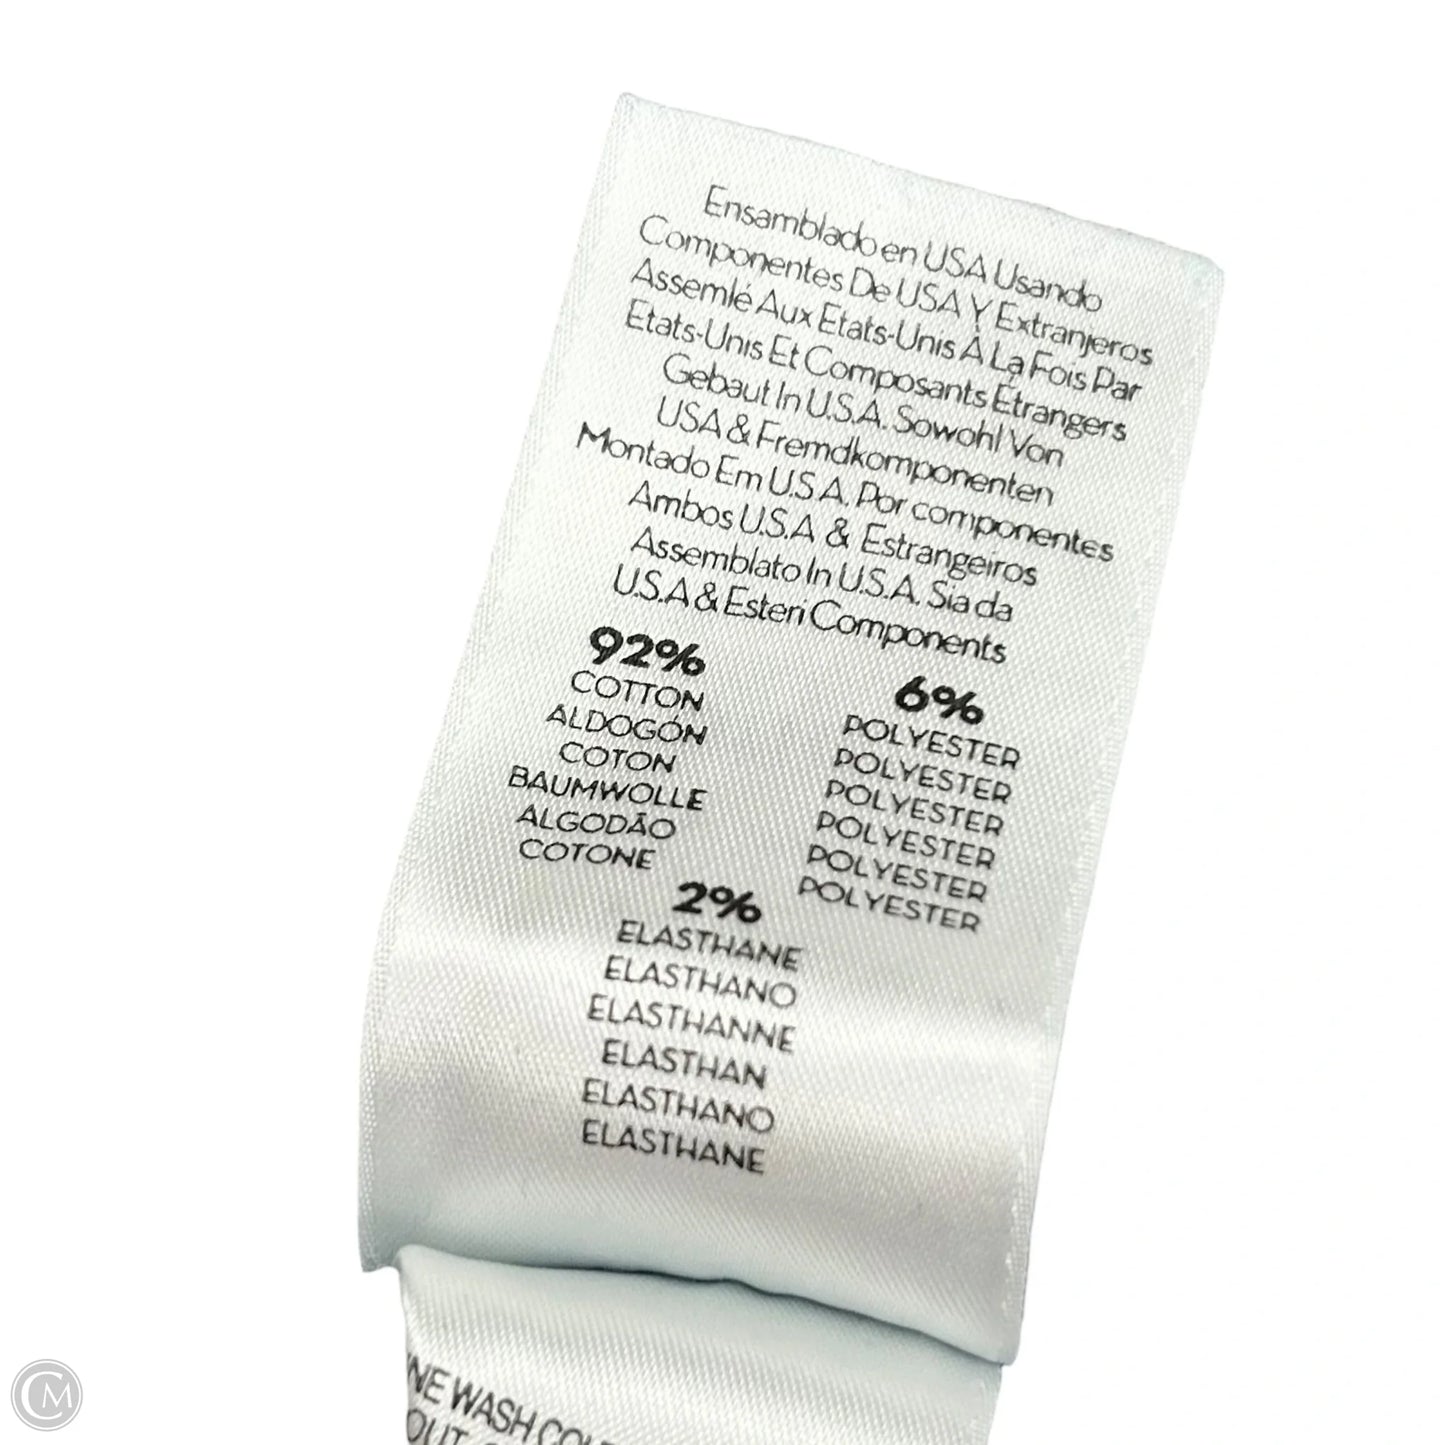 Ensamblado en USA Usando
Componentes De USA Y Extranjeros
Assemlé Aux Etats-Unis À La Fois Par
Etats-Unis Et Composants Étrangers
Gebaut In U.S.A. Sowohl Von
USA & Fremdkomponenten
Montado Em U.S.A. Por componentes
Ambos U.S.A & Estrangeiros
Assemblato In U.S.A. Sia da
U.S.A & Esteri Components
92%
COTTON
ALDOGÓN
COTON
BAUMWOLLE
ALGODÃO
COTONE
6%
POLYESTER
POLYESTER
POLYESTER
POLYESTER
POLYESTER
POLYESTER
2%
ELASTHANE
ELASTHANO
ELASTHANNE
ELASTHAN
ELASTHANO
ELASTHANE
WASH
CM